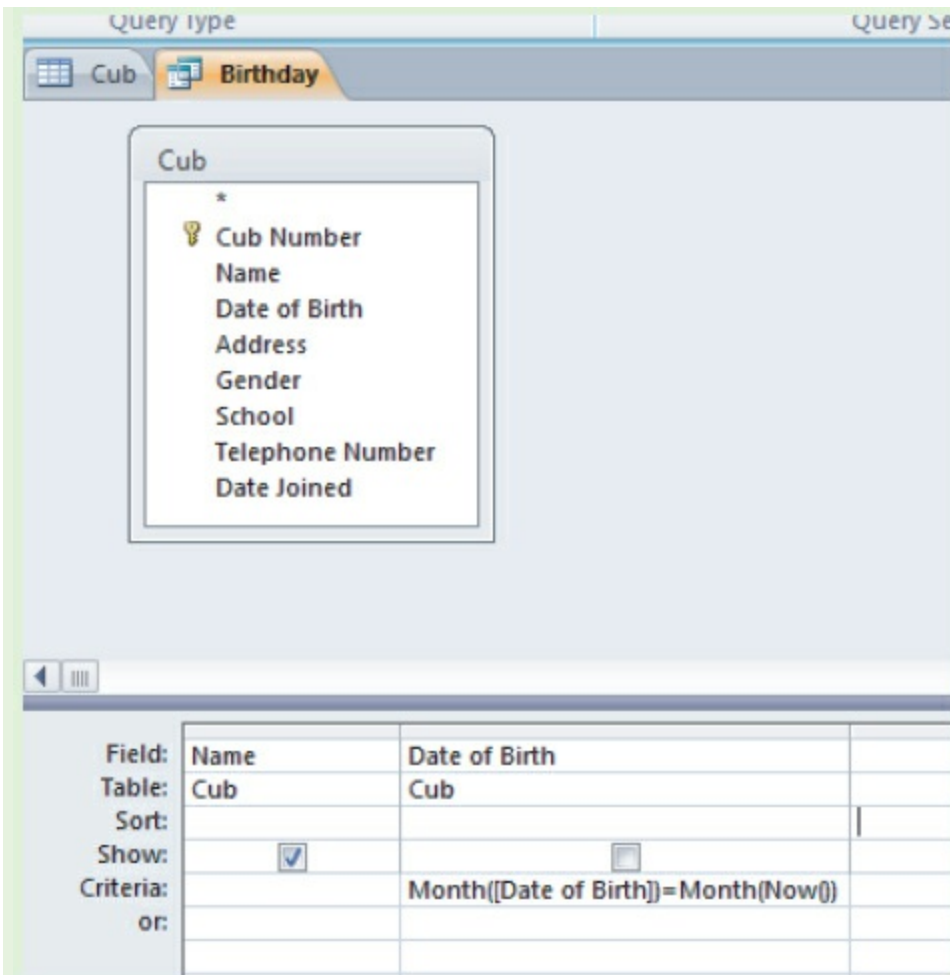 Query Type Query Se
Cub Birthday
Cub
*
Cub Number
Name
Date of Birth
Address
Gender
School
Telephone Number
Date Joined
Field: Name Date of Birth
Table: Cub Cub
Sort:
Show:
Criteria: Month([Date of Birth])=Month(Now())
or: